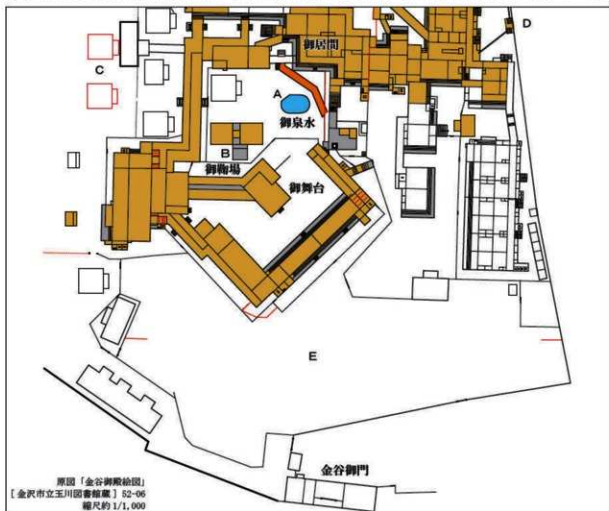 D
御居間
C
A
御泉水
B
御鞠場
御舞台
E
金谷御門
原図「金谷御殿絵図」
[金沢市立玉川図書館蔵] 52-06
縮尺約 1/1,000